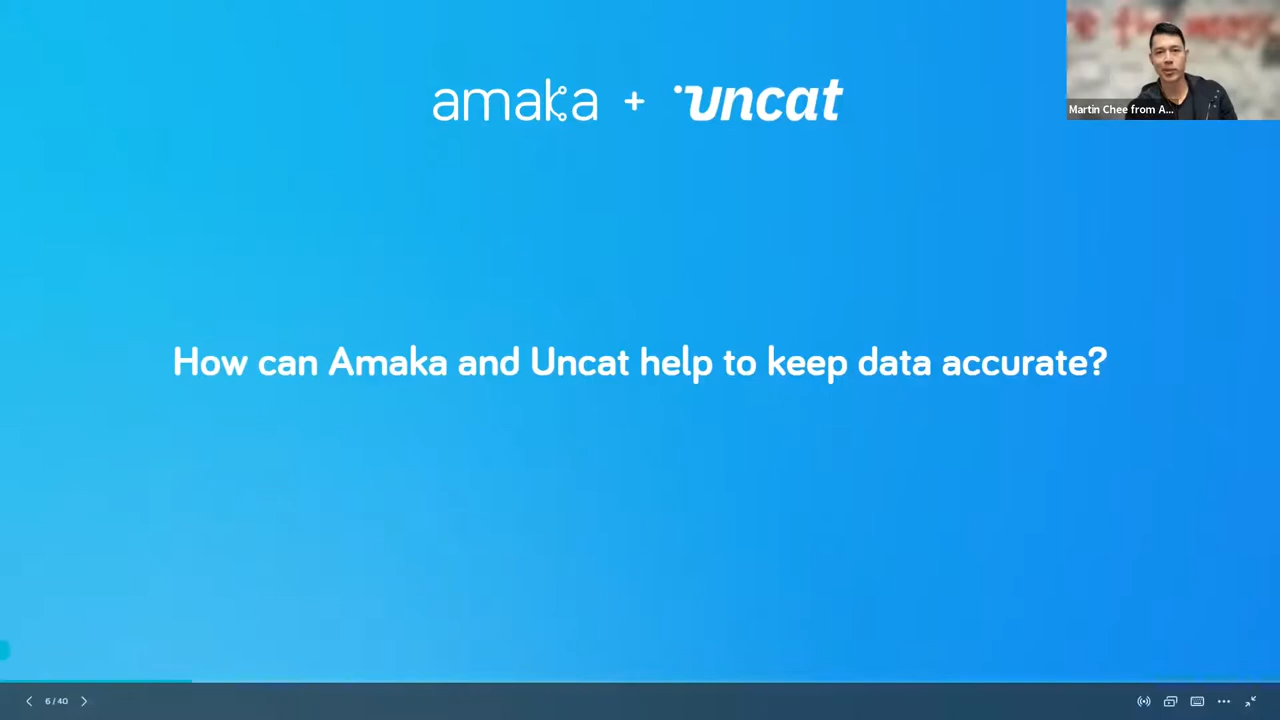 amaka + uncat
Martin Chee from A...
How can Amaka and Uncat help to keep data accurate?
6 / 40